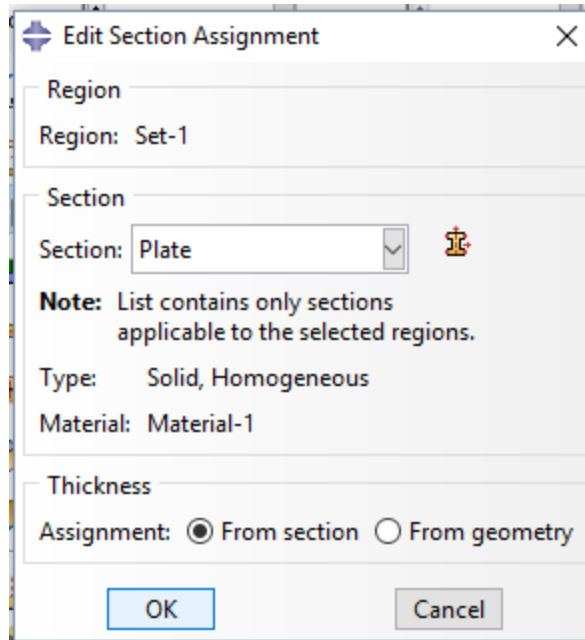 Edit Section Assignment
Region
Region: Set-1
Section
Section: Plate
Note: List contains only sections
applicable to the selected regions.
Type: Solid, Homogeneous
Material: Material-1
Thickness
Assignment: From section From geometry
OK Cancel